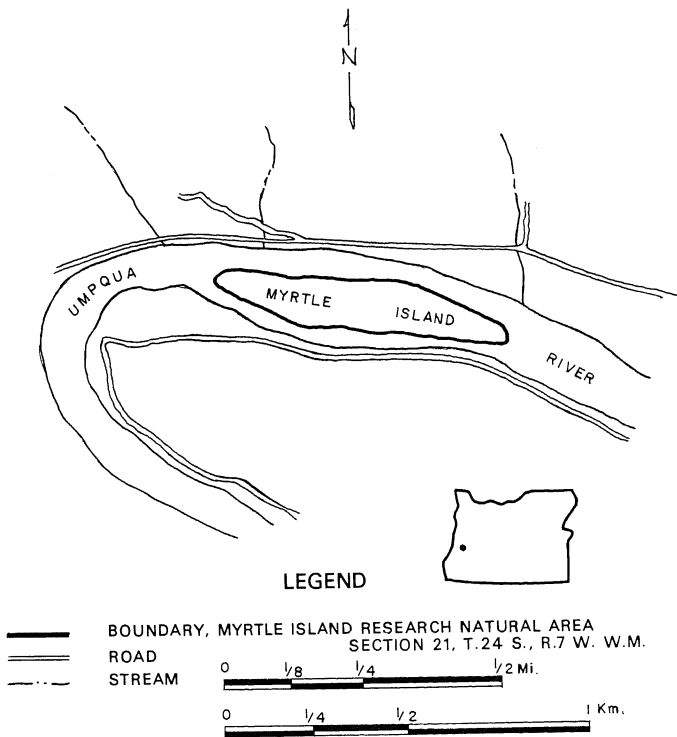 N
UMPQUA
MYRTLE ISLAND
RIVER
LEGEND
BOUNDARY, MYRTLE ISLAND RESEARCH NATURAL AREA
SECTION 21, T.24 S., R.7 W. W.M.
ROAD
STREAM
0 1/8 1/4 1/2 Mi.
0 1/4 1/2 1 Km.